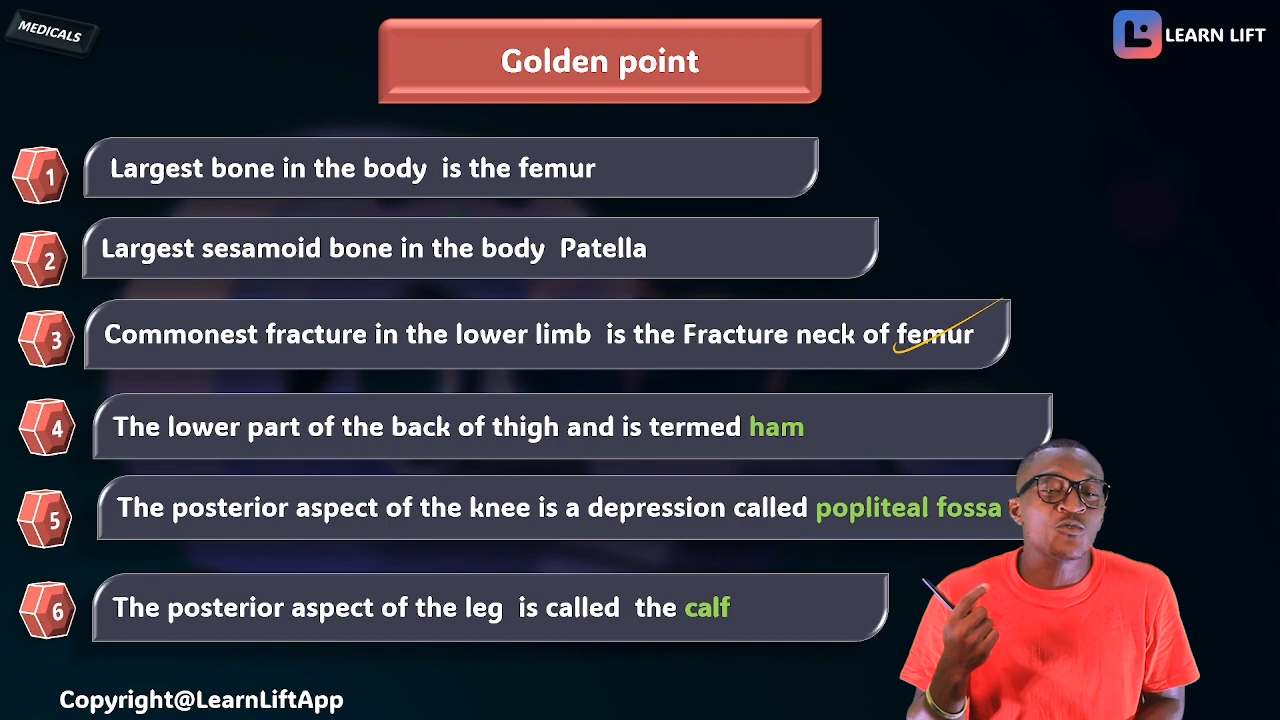 MEDICALS
Golden point
LEARN LIFT
1 Largest bone in the body is the femur
2 Largest sesamoid bone in the body Patella
3 Commonest fracture in the lower limb is the Fracture neck of femur
4 The lower part of the back of thigh and is termed ham
5 The posterior aspect of the knee is a depression called popliteal fossa
6 The posterior aspect of the leg is called the calf
Copyright@LearnLiftApp